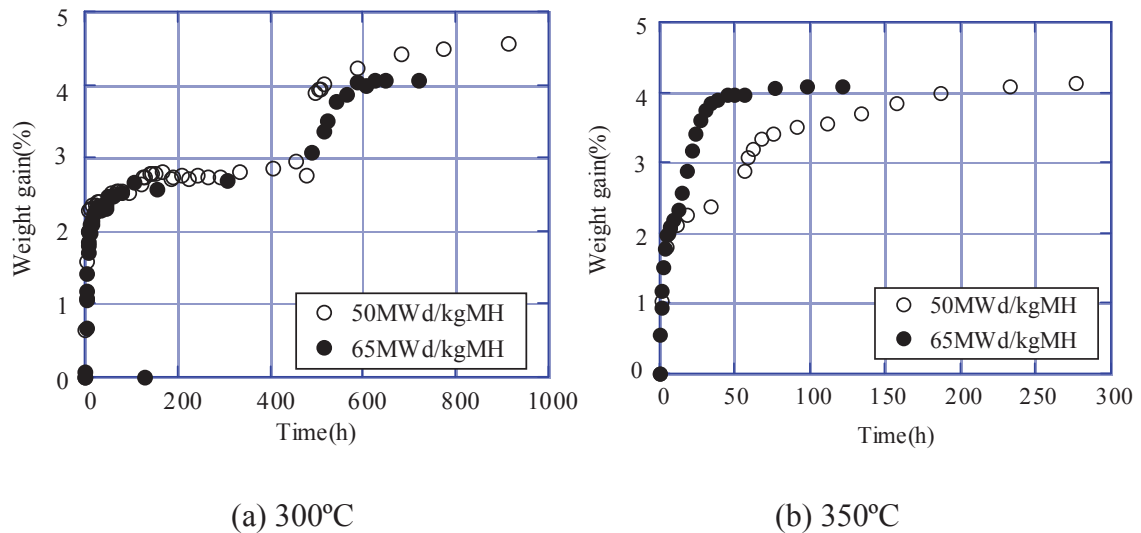 5
4
3
2
1
0
Weight gain(%)
50MWd/kgMH
65MWd/kgMH
0 200 400 600 800 1000
Time(h)
(a) 300ºC
5
4
3
2
1
0
Weight gain(%)
50MWd/kgMH
65MWd/kgMH
0 50 100 150 200 250 300
Time(h)
(b) 350ºC